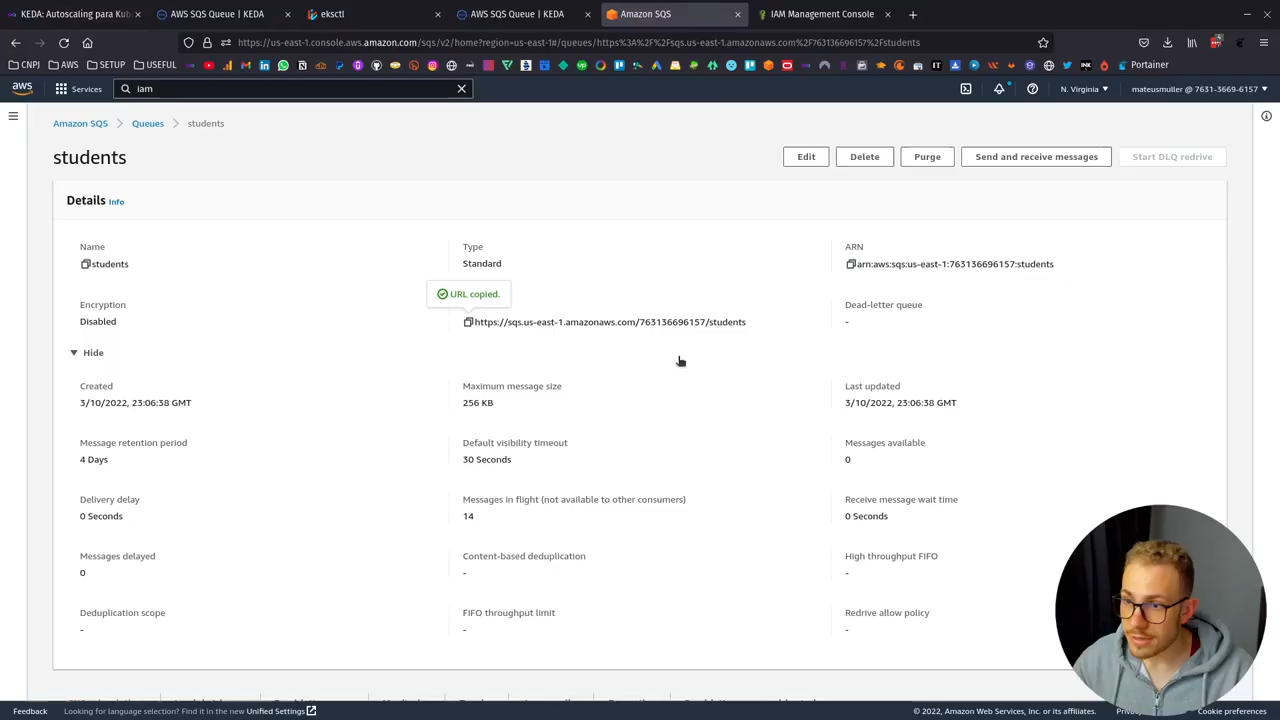 KEDA: Autoscaling para Kub
AWS SQS Queue | KEDA
eksctl
AWS SQS Queue | KEDA
Amazon SQS
IAM Management Console
https://us-east-1.console.aws.amazon.com/sqs/v2/home?region=us-east-1#/queues/https%3A%2F%2Fsqs.us-east-1.amazonaws.com%2F763136696157%2Fstudents
CNPJ
AWS
SETUP
USEFUL
Portainer
aws
Services
iam
N. Virginia
mateusmuller @ 7631-3669-6157
Amazon SQS
Queues
students
students
Edit
Delete
Purge
Send and receive messages
Start DLQ redrive
Details Info
Name
students
Type
Standard
ARN
arn:aws:sqs:us-east-1:763136696157:students
Encryption
Disabled
URL copied.
https://sqs.us-east-1.amazonaws.com/763136696157/students
Dead-letter queue
-
Hide
Created
3/10/2022, 23:06:38 GMT
Maximum message size
256 KB
Last updated
3/10/2022, 23:06:38 GMT
Message retention period
4 Days
Default visibility timeout
30 Seconds
Messages available
0
Delivery delay
0 Seconds
Messages in flight (not available to other consumers)
14
Receive message wait time
0 Seconds
Messages delayed
0
Content-based deduplication
-
High throughput FIFO
-
Deduplication scope
-
FIFO throughput limit
-
Redrive allow policy
-
Feedback
Looking for language selection? Find it in the new Unified Settings
© 2022, Amazon Web Services, Inc. or its affiliates.
Cookie preferences